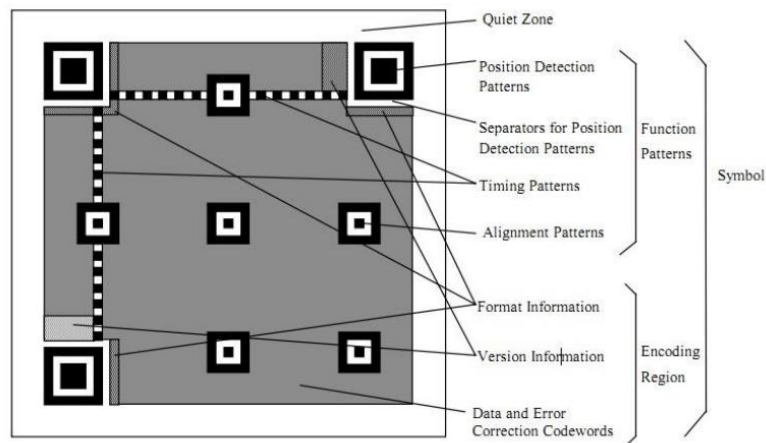 Quiet Zone
Position Detection
Patterns
Separators for Position
Detection Patterns
Function
Patterns
Symbol
Timing Patterns
Alignment Patterns
Format Information
Version Information
Encoding
Region
Data and Error
Correction Codewords